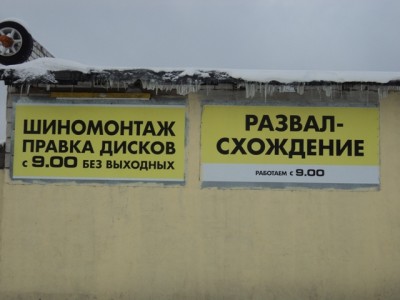 ШИНОМОНТАЖ
ПРАВКА ДИСКОВ
С 9.00 БЕЗ ВЫХОДНЫХ
РАЗВАЛ-
СХОЖДЕНИЕ
РАБОТАЕМ С 9.00